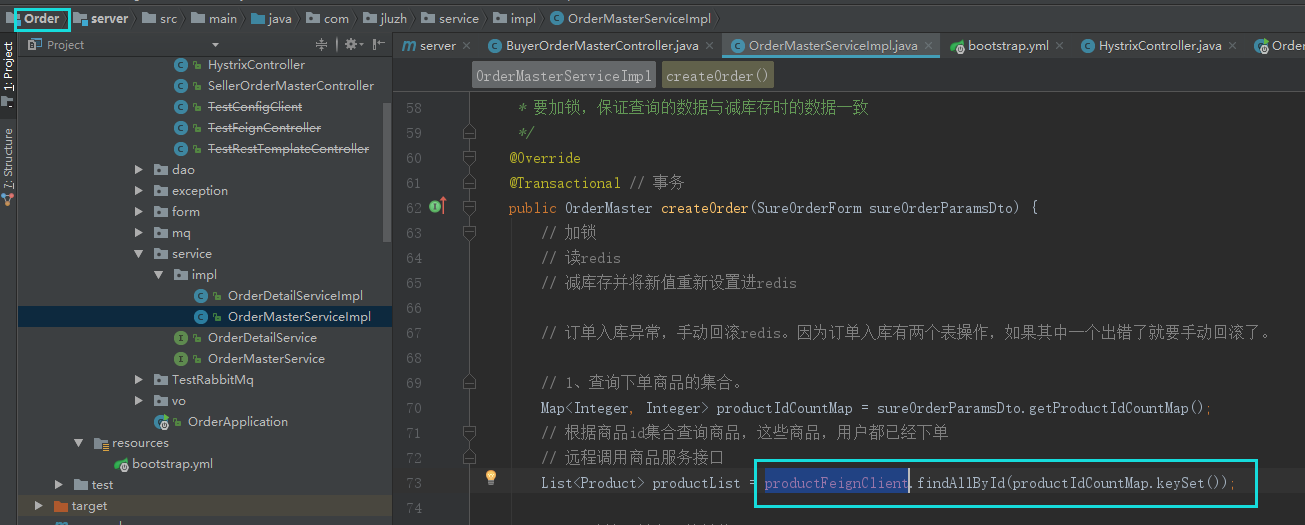 Order server src main java com jluzh service impl OrderMasterServiceImpl
Project
server BuyerOrderMasterController.java OrderMasterServiceImpl.java bootstrap.yml HystrixController.java Order
1: Project
7: Structure
HystrixController
SellerOrderMasterController
TestConfigClient
TestFeignController
TestRestTemplateController
dao
exception
form
mq
service
impl
OrderDetailServiceImpl
OrderMasterServiceImpl
OrderDetailService
OrderMasterService
TestRabbitMq
vo
OrderApplication
resources
bootstrap.yml
test
target
OrderMasterServiceImpl createOrder()
58 * 要加锁，保证查询的数据与减库存时的数据一致
59 */
60 @Override
61 @Transactional // 事务
62 public OrderMaster createOrder(SureOrderForm sureOrderParamsDto) {
63 // 加锁
64 // 读redis
65 // 减库存并将新值重新设置进redis
66
67 // 订单入库异常，手动回滚redis。因为订单入库有两个表操作，如果其中一个出错了就要手动回滚了。
68
69 // 1、查询下单商品的集合。
70 Map<Integer, Integer> productIdCountMap = sureOrderParamsDto.getProductIdCountMap();
71 // 根据商品id集合查询商品，这些商品，用户都已经下单
72 // 远程调用商品服务接口
73 List<Product> productList = productFeignClient.findAllById(productIdCountMap.keySet());
74